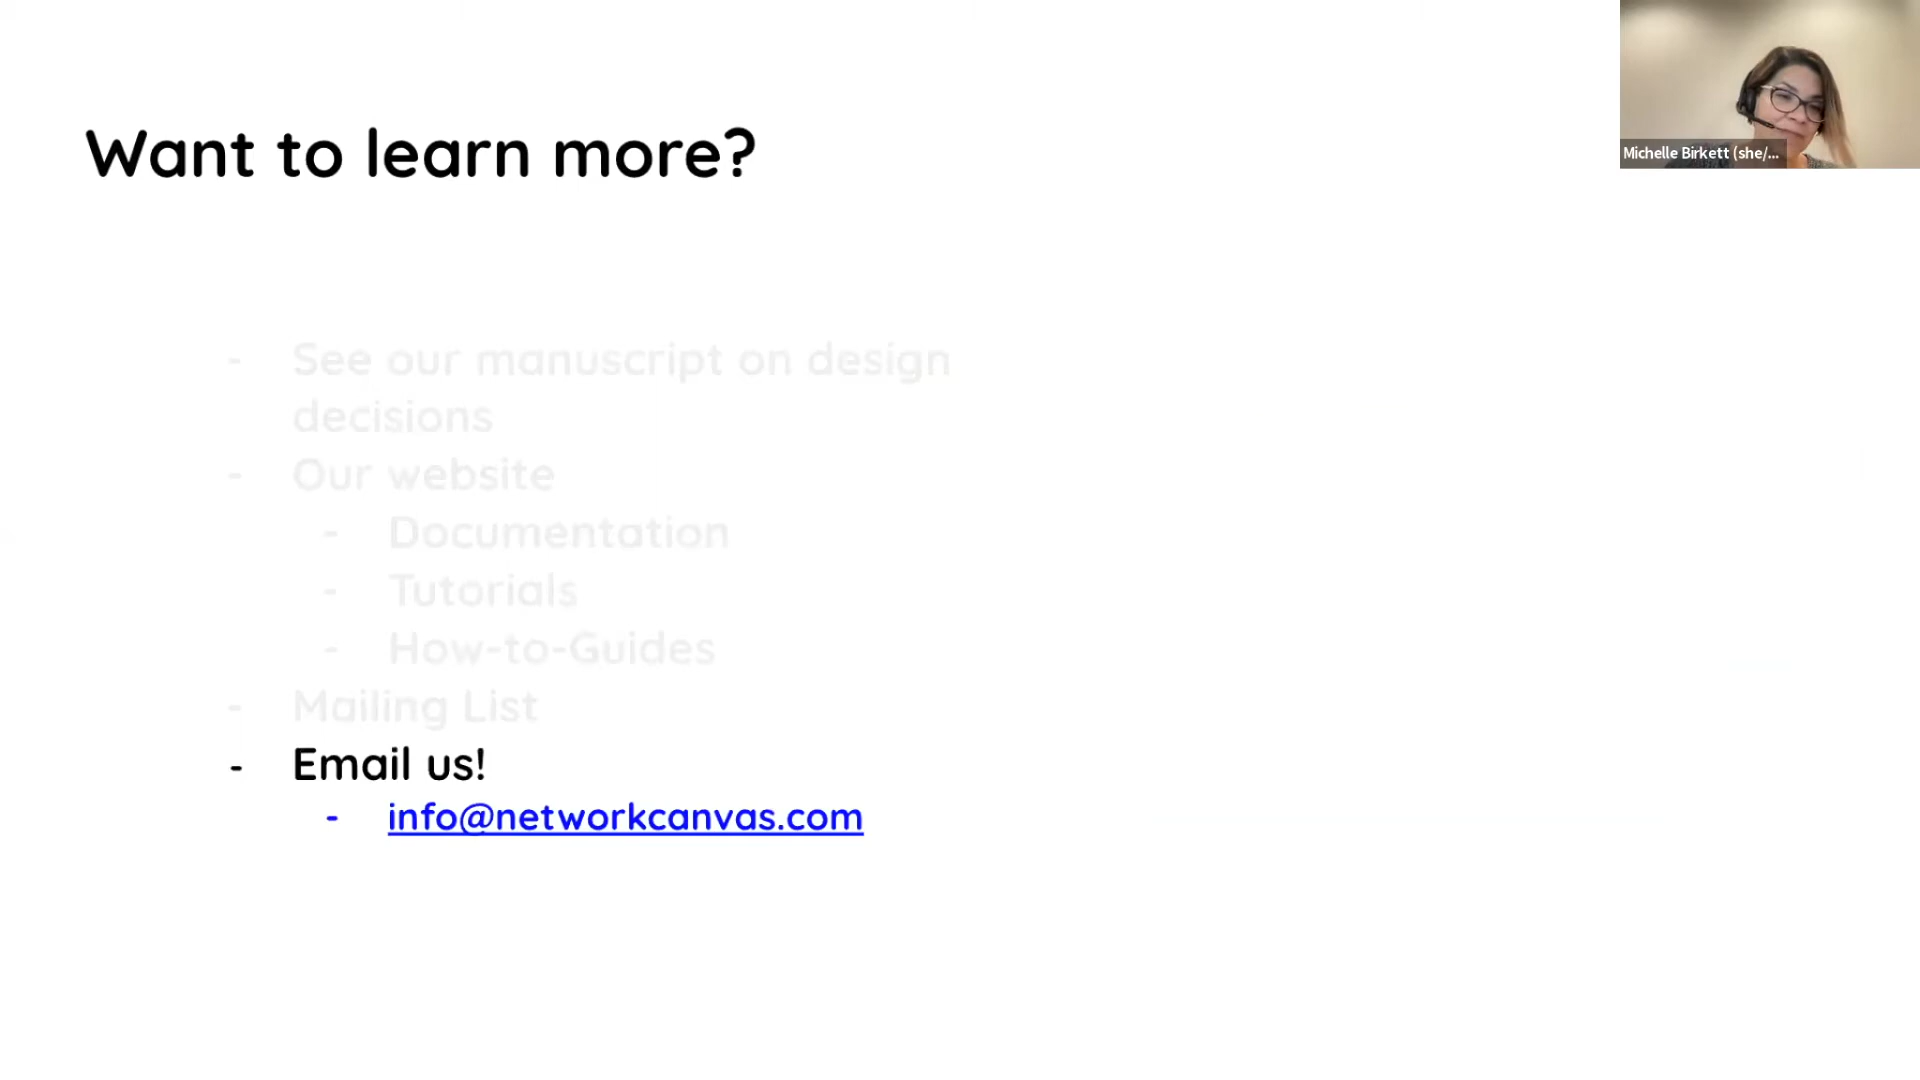 Want to learn more?
Michelle Birkett (she/...
- See our manuscript on design
decisions
- Our website
- Documentation
- Tutorials
- How-to-Guides
- Mailing List
- Email us!
- info@networkcanvas.com